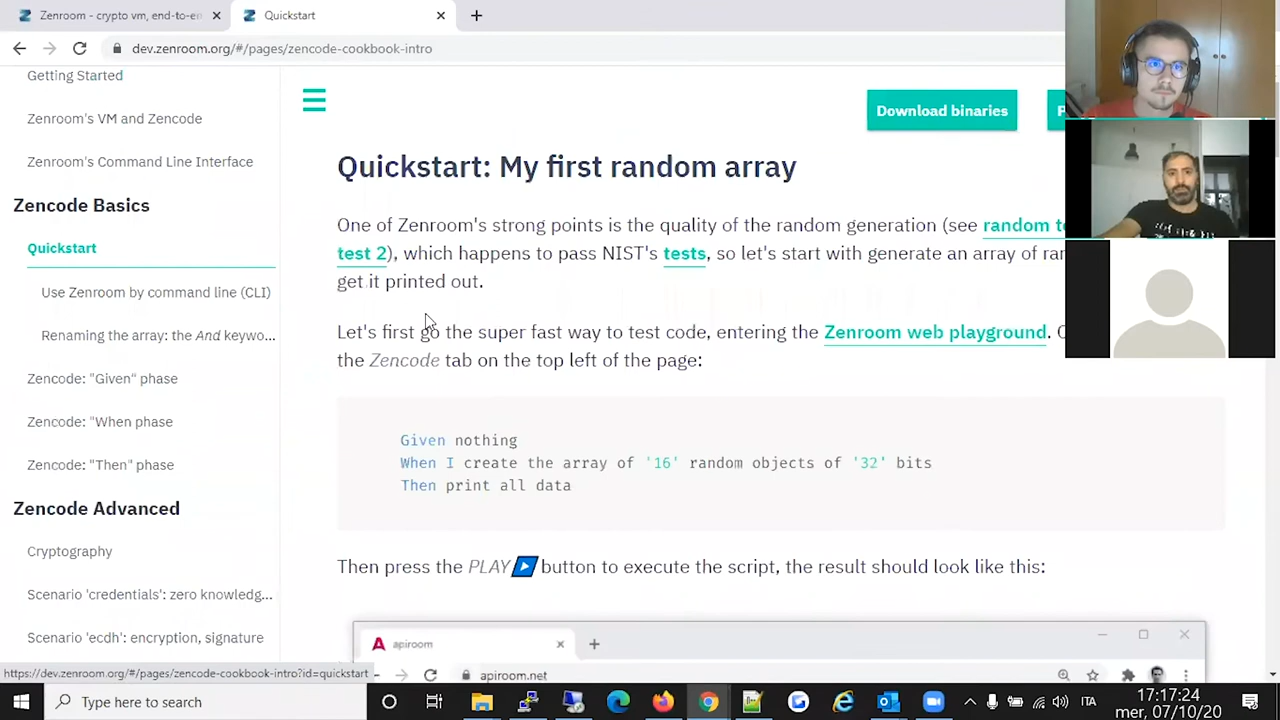 Zenroom - crypto vm, end-to-en
Quickstart
dev.zenroom.org/#/pages/zencode-cookbook-intro
Getting Started
Zenroom's VM and Zencode
Zenroom's Command Line Interface
Zencode Basics
Quickstart
Use Zenroom by command line (CLI)
Renaming the array: the And keywo...
Zencode: "Given" phase
Zencode: "When phase
Zencode: "Then" phase
Zencode Advanced
Cryptography
Scenario 'credentials': zero knowledg...
Scenario 'ecdh': encryption, signature
https://dev.zenroom.org/#/pages/zencode-cookbook-intro?id=quickstart
Download binaries
Quickstart: My first random array
One of Zenroom's strong points is the quality of the random generation (see random
test 2), which happens to pass NIST's tests, so let's start with generate an array of
get it printed out.
Let's first go the super fast way to test code, entering the Zenroom web playground.
the Zencode tab on the top left of the page:
Given nothing
When I create the array of '16' random objects of '32' bits
Then print all data
Then press the PLAY button to execute the script, the result should look like this:
apiroom
apiroom.net
Type here to search
ITA
17:17:24
mer, 07/10/20